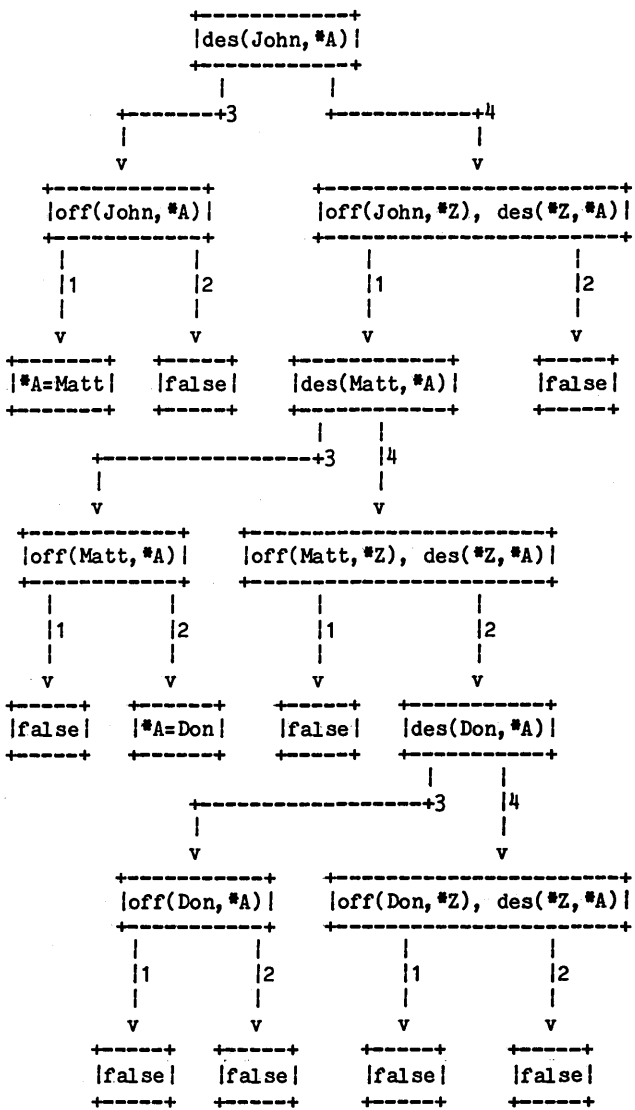 des(John,*A)
3 4
off(John,*A) off(John,*Z), des(*Z,*A)
1 2 1 2
*A=Matt false des(Matt,*A) false
3 4
off(Matt,*A) off(Matt,*Z), des(*Z,*A)
1 2 1 2
false *A=Don false des(Don,*A)
3 4
off(Don,*A) off(Don,*Z), des(*Z,*A)
1 2 1 2
false false false false